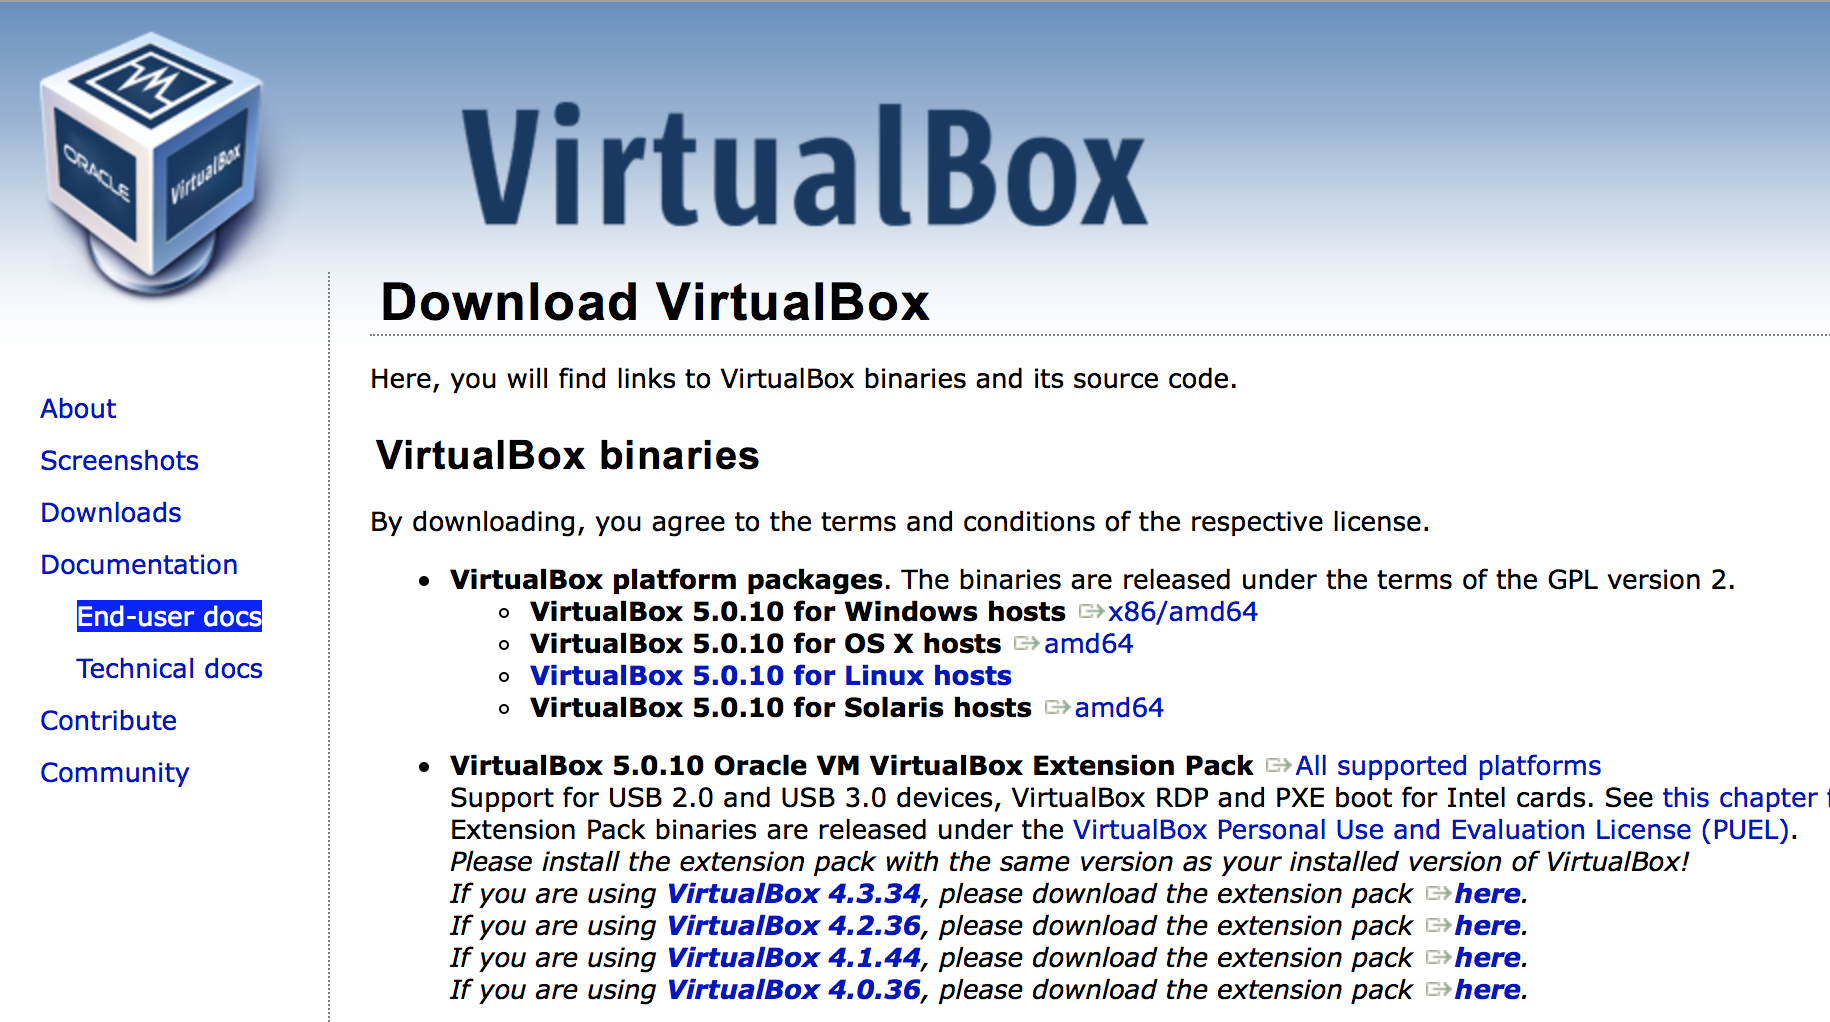 ORACLE
VirtualBox
VirtualBox
Download VirtualBox
Here, you will find links to VirtualBox binaries and its source code.
About
Screenshots
Downloads
Documentation
End-user docs
Technical docs
Contribute
Community
VirtualBox binaries
By downloading, you agree to the terms and conditions of the respective license.
VirtualBox platform packages. The binaries are released under the terms of the GPL version 2.
VirtualBox 5.0.10 for Windows hosts x86/amd64
VirtualBox 5.0.10 for OS X hosts amd64
VirtualBox 5.0.10 for Linux hosts
VirtualBox 5.0.10 for Solaris hosts amd64
VirtualBox 5.0.10 Oracle VM VirtualBox Extension Pack All supported platforms
Support for USB 2.0 and USB 3.0 devices, VirtualBox RDP and PXE boot for Intel cards. See this chapter
Extension Pack binaries are released under the VirtualBox Personal Use and Evaluation License (PUEL).
Please install the extension pack with the same version as your installed version of VirtualBox!
If you are using VirtualBox 4.3.34, please download the extension pack here.
If you are using VirtualBox 4.2.36, please download the extension pack here.
If you are using VirtualBox 4.1.44, please download the extension pack here.
If you are using VirtualBox 4.0.36, please download the extension pack here.